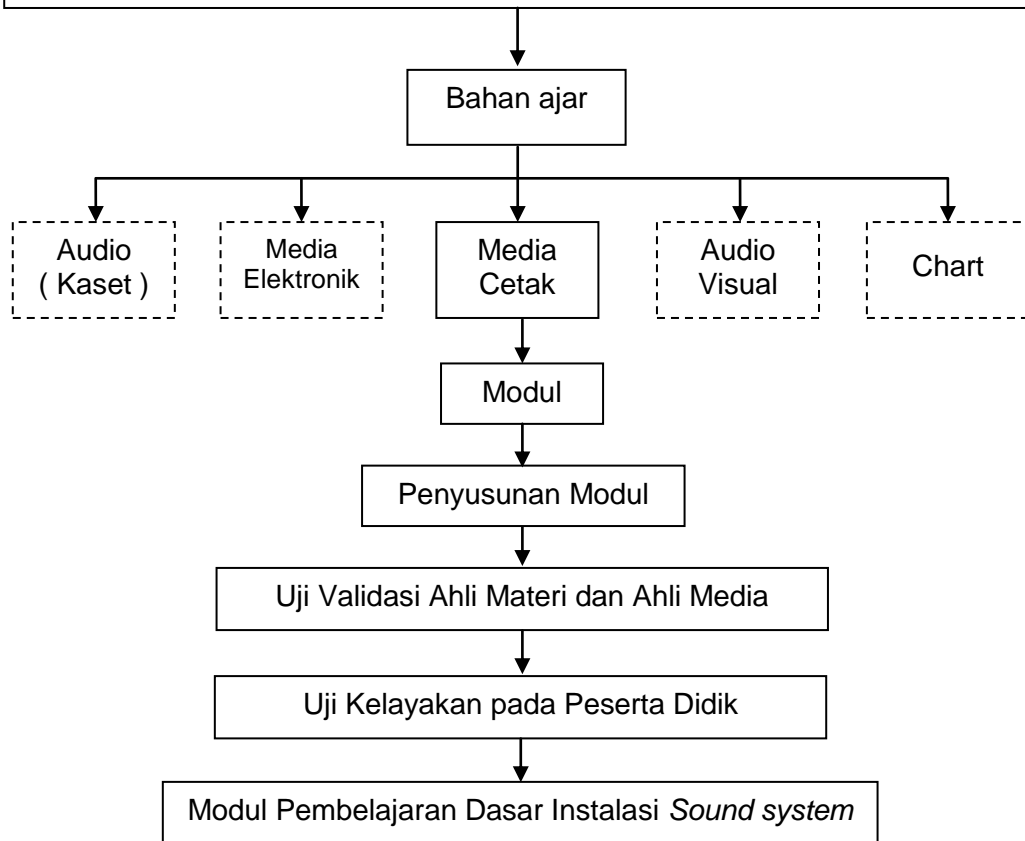 Bahan ajar
Audio
( Kaset )
Media
Elektronik
Media
Cetak
Audio
Visual
Chart
Modul
Penyusunan Modul
Uji Validasi Ahli Materi dan Ahli Media
Uji Kelayakan pada Peserta Didik
Modul Pembelajaran Dasar Instalasi Sound system